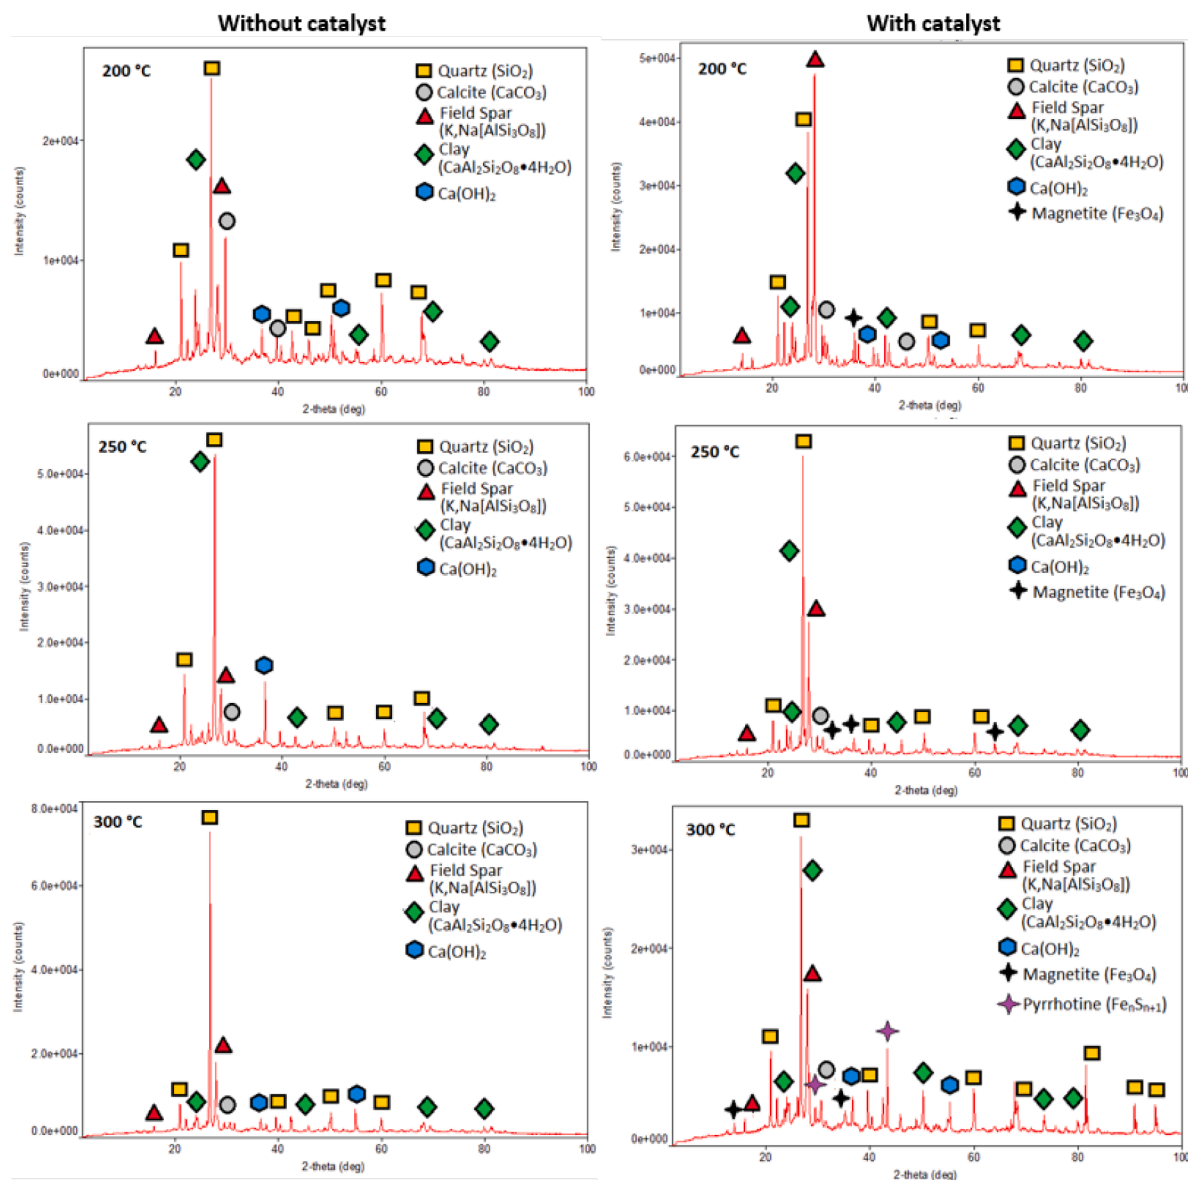 Without catalyst
With catalyst
200 °C
Quartz (SiO₂)
Calcite (CaCO₃)
Field Spar
(K,Na[AlSi₃O₈])
Clay
(CaAl₂Si₂O₈•4H₂O)
Ca(OH)₂
Intensity (counts)
2e+004
1e+004
0e+000
20
40
60
80
100
2-theta (deg)
200 °C
Quartz (SiO₂)
Calcite (CaCO₃)
Field Spar
(K,Na[AlSi₃O₈])
Clay
(CaAl₂Si₂O₈•4H₂O)
Ca(OH)₂
Magnetite (Fe₃O₄)
Intensity (counts)
5e+004
4e+004
3e+004
2e+004
1e+004
0e+000
20
40
60
80
100
2-theta (deg)
250 °C
Quartz (SiO₂)
Calcite (CaCO₃)
Field Spar
(K,Na[AlSi₃O₈])
Clay
(CaAl₂Si₂O₈•4H₂O)
Ca(OH)₂
Intensity (counts)
5.0e+004
4.0e+004
3.0e+004
2.0e+004
1.0e+004
0.0e+000
20
40
60
80
100
2-theta (deg)
250 °C
Quartz (SiO₂)
Calcite (CaCO₃)
Field Spar
(K,Na[AlSi₃O₈])
Clay
(CaAl₂Si₂O₈•4H₂O)
Ca(OH)₂
Magnetite (Fe₃O₄)
Intensity (counts)
6.0e+004
5.0e+004
4.0e+004
3.0e+004
2.0e+004
1.0e+004
0.0e+000
20
40
60
80
100
2-theta (deg)
300 °C
Quartz (SiO₂)
Calcite (CaCO₃)
Field Spar
(K,Na[AlSi₃O₈])
Clay
(CaAl₂Si₂O₈•4H₂O)
Ca(OH)₂
Intensity (counts)
8.0e+004
6.0e+004
4.0e+004
2.0e+004
0.0e+000
20
40
60
80
100
2-theta (deg)
300 °C
Quartz (SiO₂)
Calcite (CaCO₃)
Field Spar
(K,Na[AlSi₃O₈])
Clay
(CaAl₂Si₂O₈•4H₂O)
Ca(OH)₂
Magnetite (Fe₃O₄)
Pyrrhotine (FeₙSₙ₊₁)
Intensity (counts)
3e+004
2e+004
1e+004
0e+000
20
40
60
80
100
2-theta (deg)